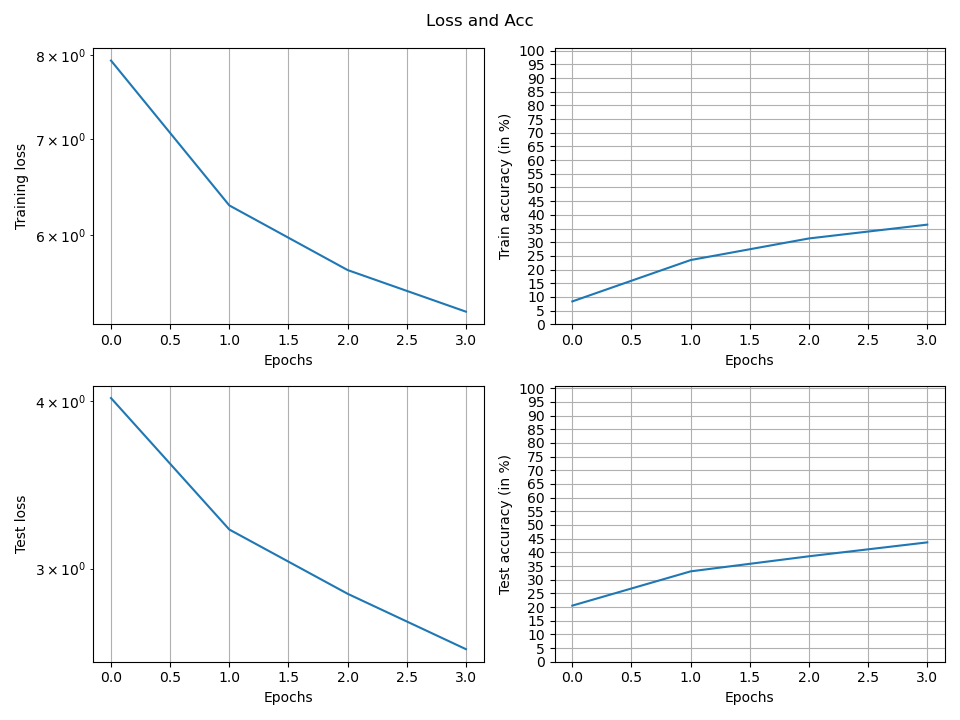 Loss and Acc
8 × 10⁰
7 × 10⁰
6 × 10⁰
Training loss
0.0 0.5 1.0 1.5 2.0 2.5 3.0
Epochs
100
95
90
85
80
75
70
65
60
55
50
45
40
35
30
25
20
15
10
5
0
Train accuracy (in %)
0.0 0.5 1.0 1.5 2.0 2.5 3.0
Epochs
4 × 10⁰
3 × 10⁰
Test loss
0.0 0.5 1.0 1.5 2.0 2.5 3.0
Epochs
100
95
90
85
80
75
70
65
60
55
50
45
40
35
30
25
20
15
10
5
0
Test accuracy (in %)
0.0 0.5 1.0 1.5 2.0 2.5 3.0
Epochs